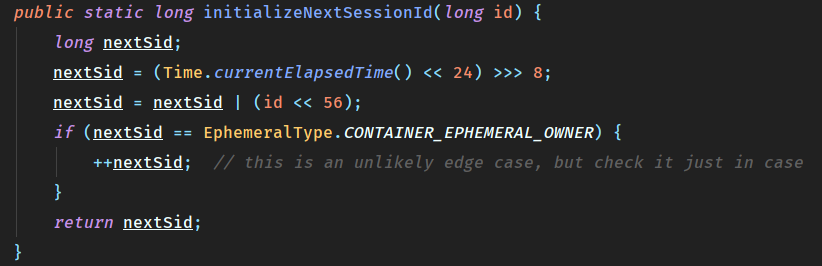 public static long initializeNextSessionId(long id) {
    long nextSid;
    nextSid = (Time.currentElapsedTime() << 24) >>> 8;
    nextSid = nextSid | (id << 56);
    if (nextSid == EphemeralType.CONTAINER_EPHEMERAL_OWNER) {
        ++nextSid;  // this is an unlikely edge case, but check it just in case
    }
    return nextSid;
}